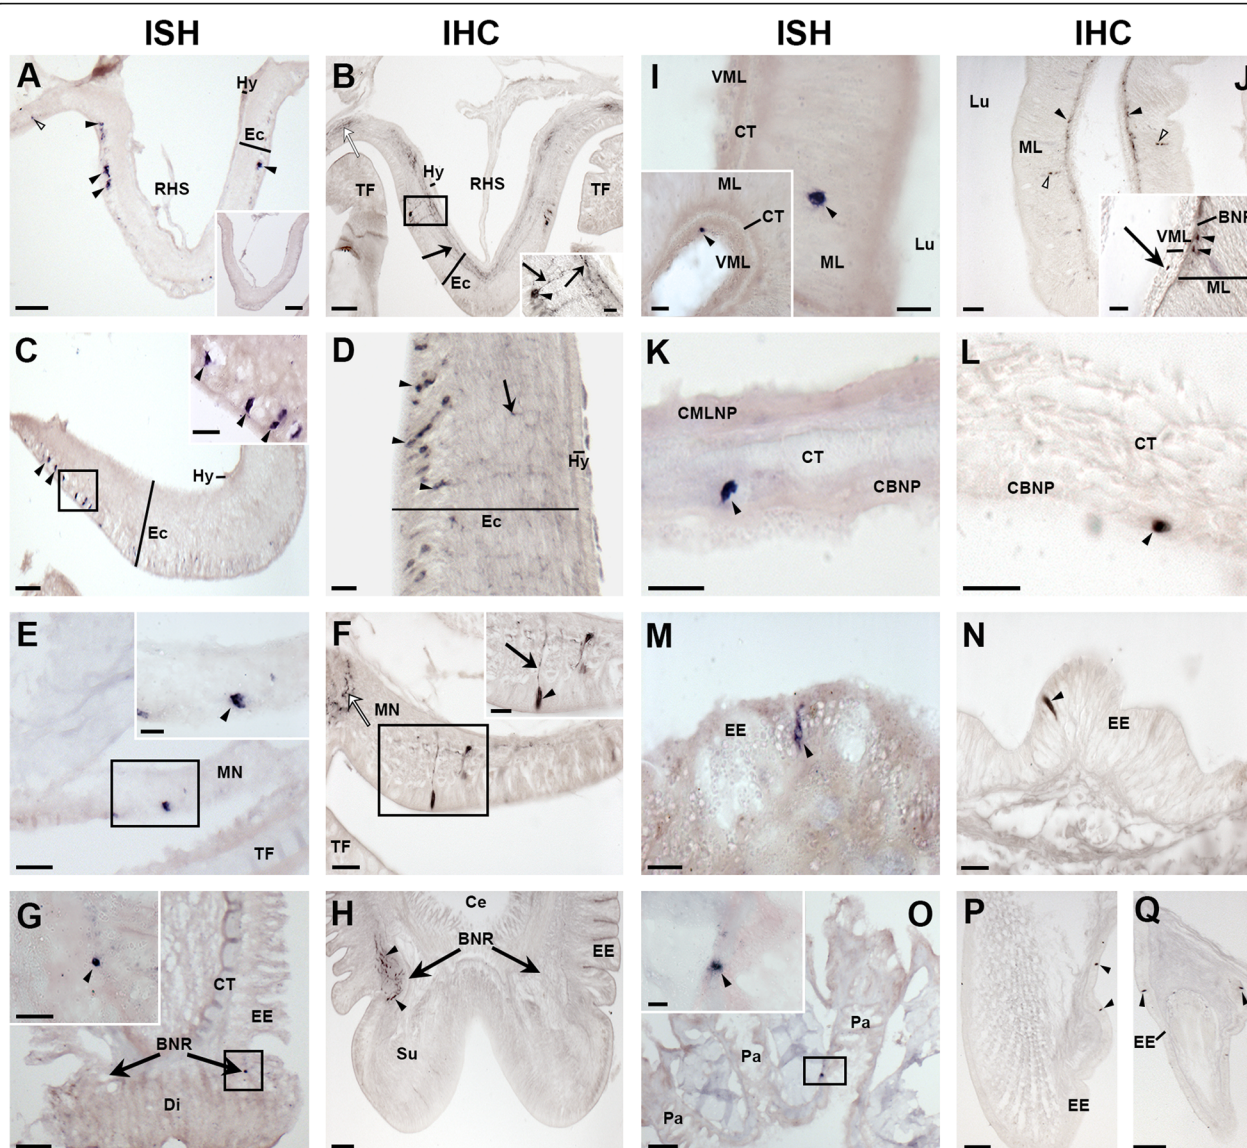 ISH IHC ISH IHC
A Hy Ec RHS
B TF Hy RHS TF Ec
I VML CT ML CT VML ML Lu
J Lu ML BNR VML ML
C Hy Ec
D Hy Ec
K CMLNP CT CBNP
L CT CBNP
E MN TF
F MN TF
M EE
N EE
G CT EE BNR Di
H Ce BNR EE Su
O Pa Pa Pa
P EE
Q EE